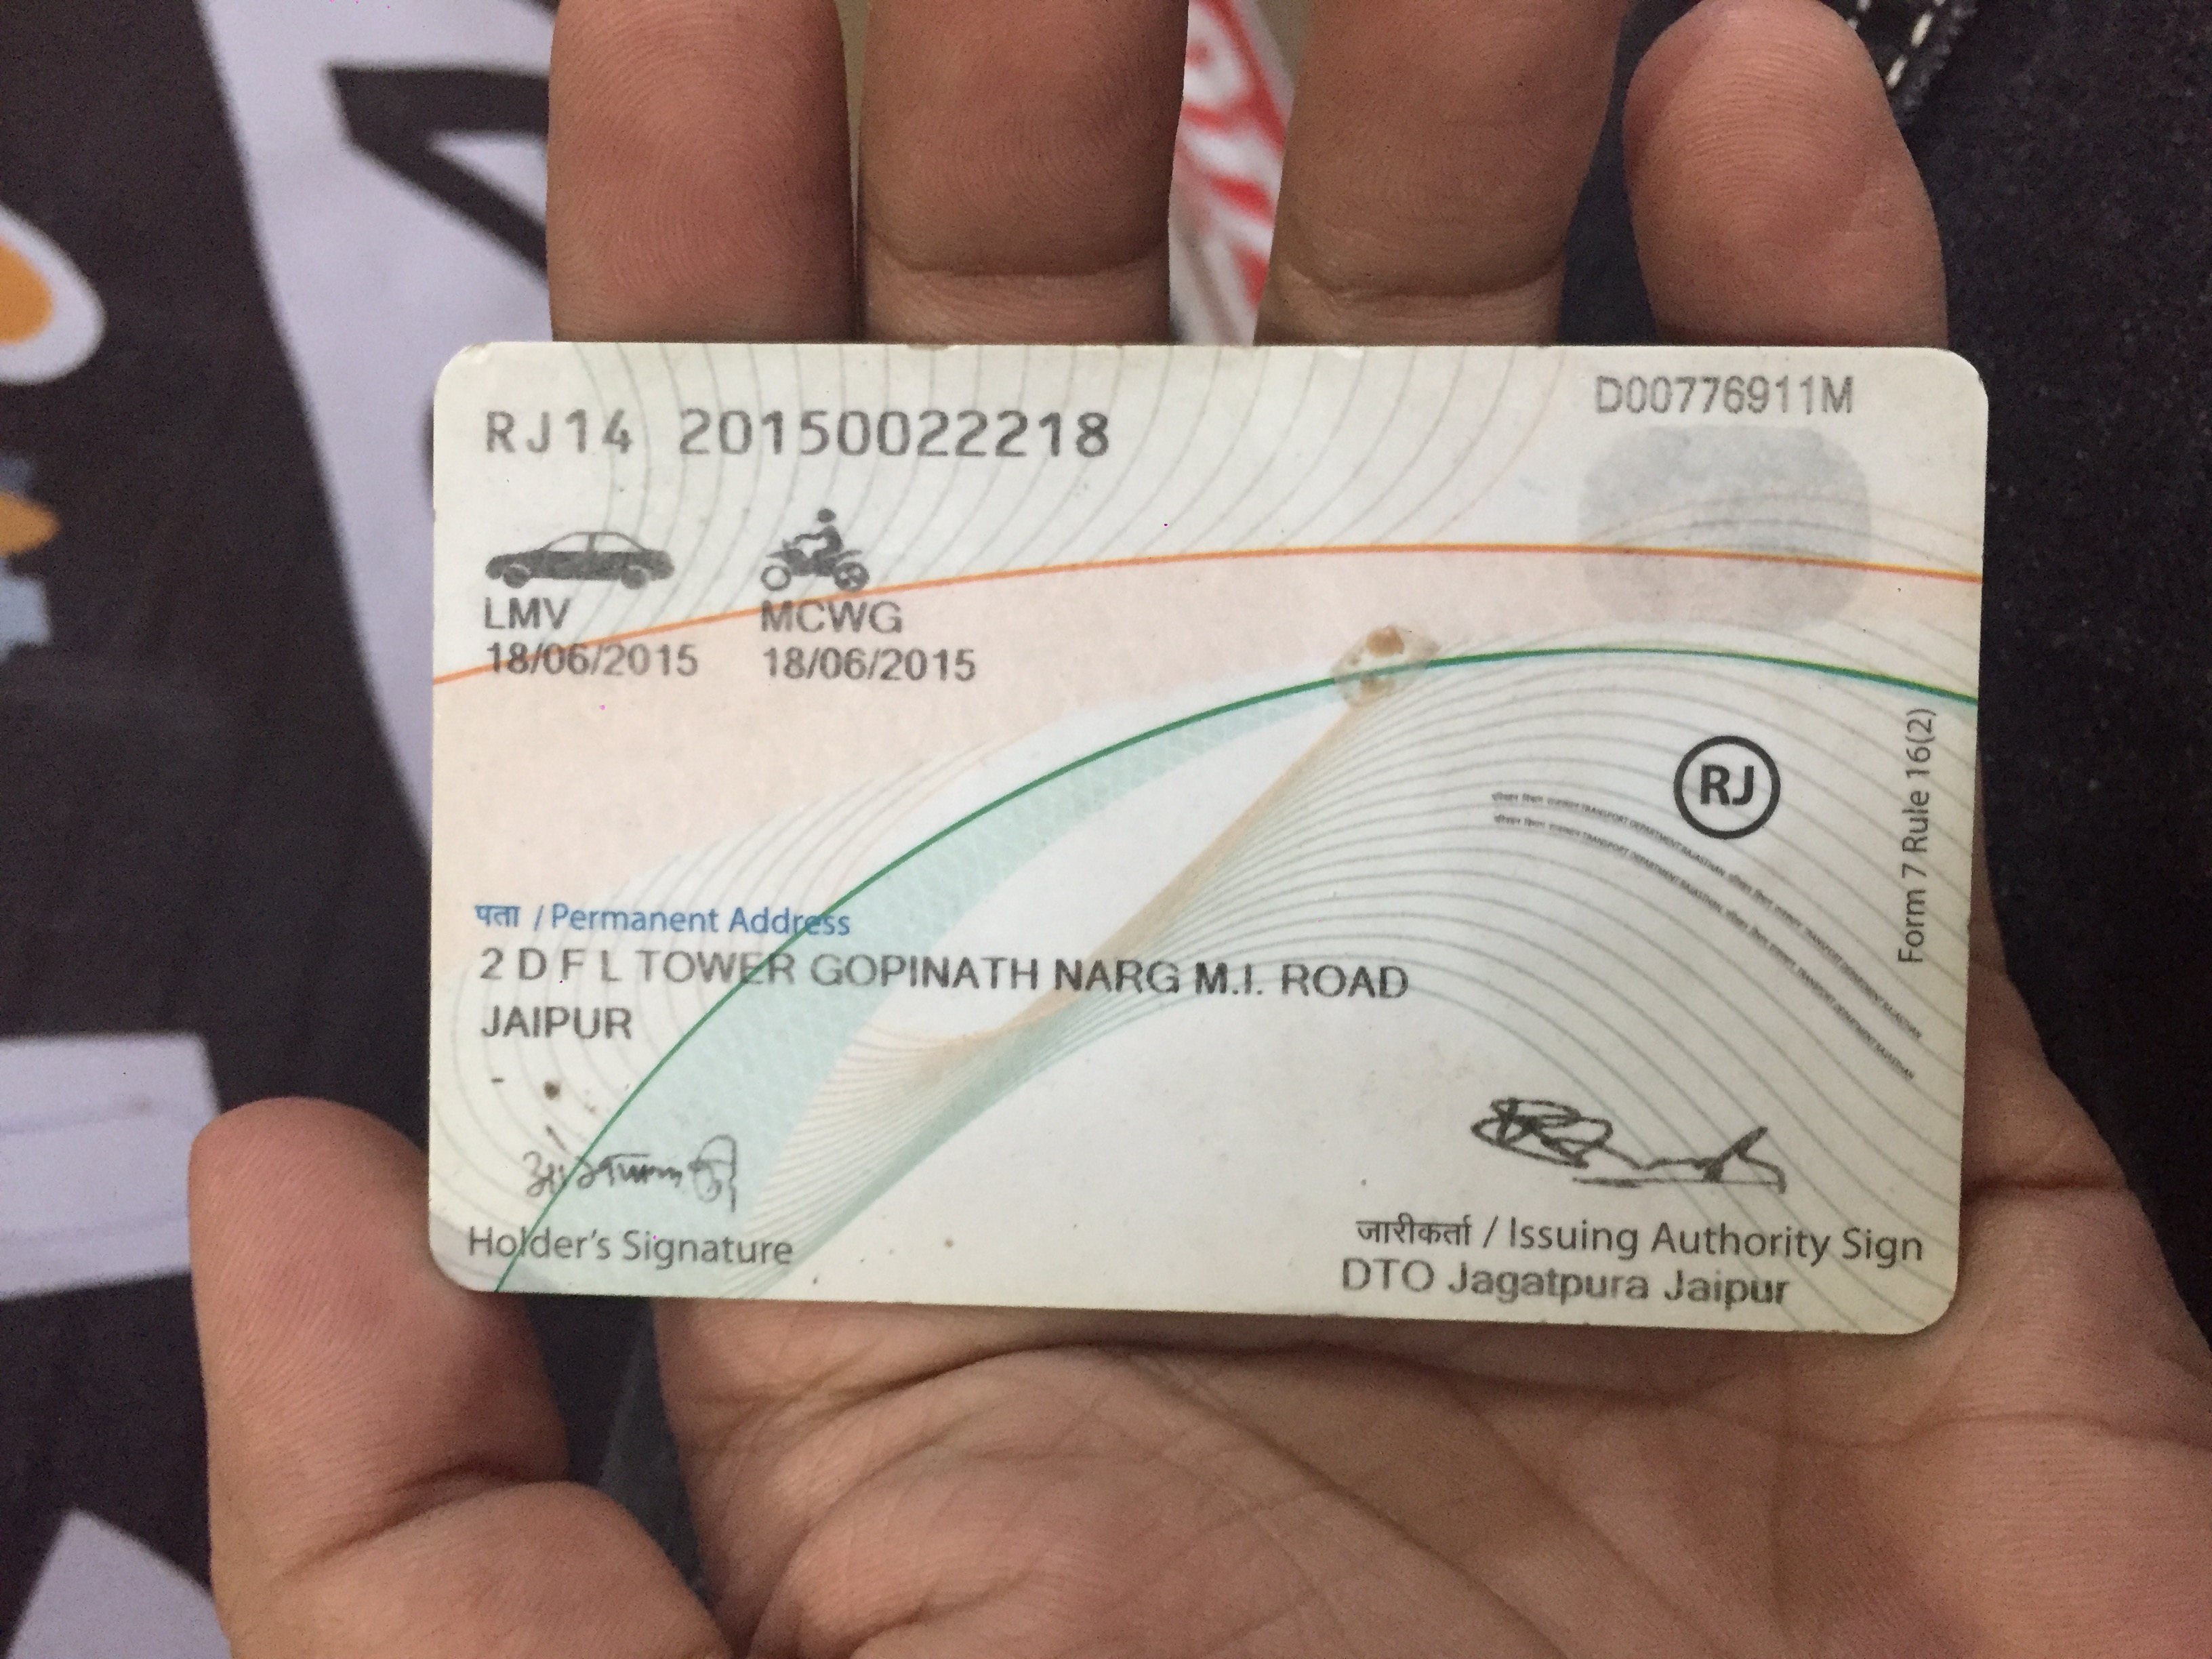 RJ14 20150022218
D00776911M
LMV
18/06/2015
MCWG
18/06/2015
पता / Permanent Address
2 D F L TOWER GOPINATH NARG M.I. ROAD
JAIPUR
-
RJ
Form 7 Rule 16(2)
Holder's Signature
जारीकर्ता / Issuing Authority Sign
DTO Jagatpura Jaipur